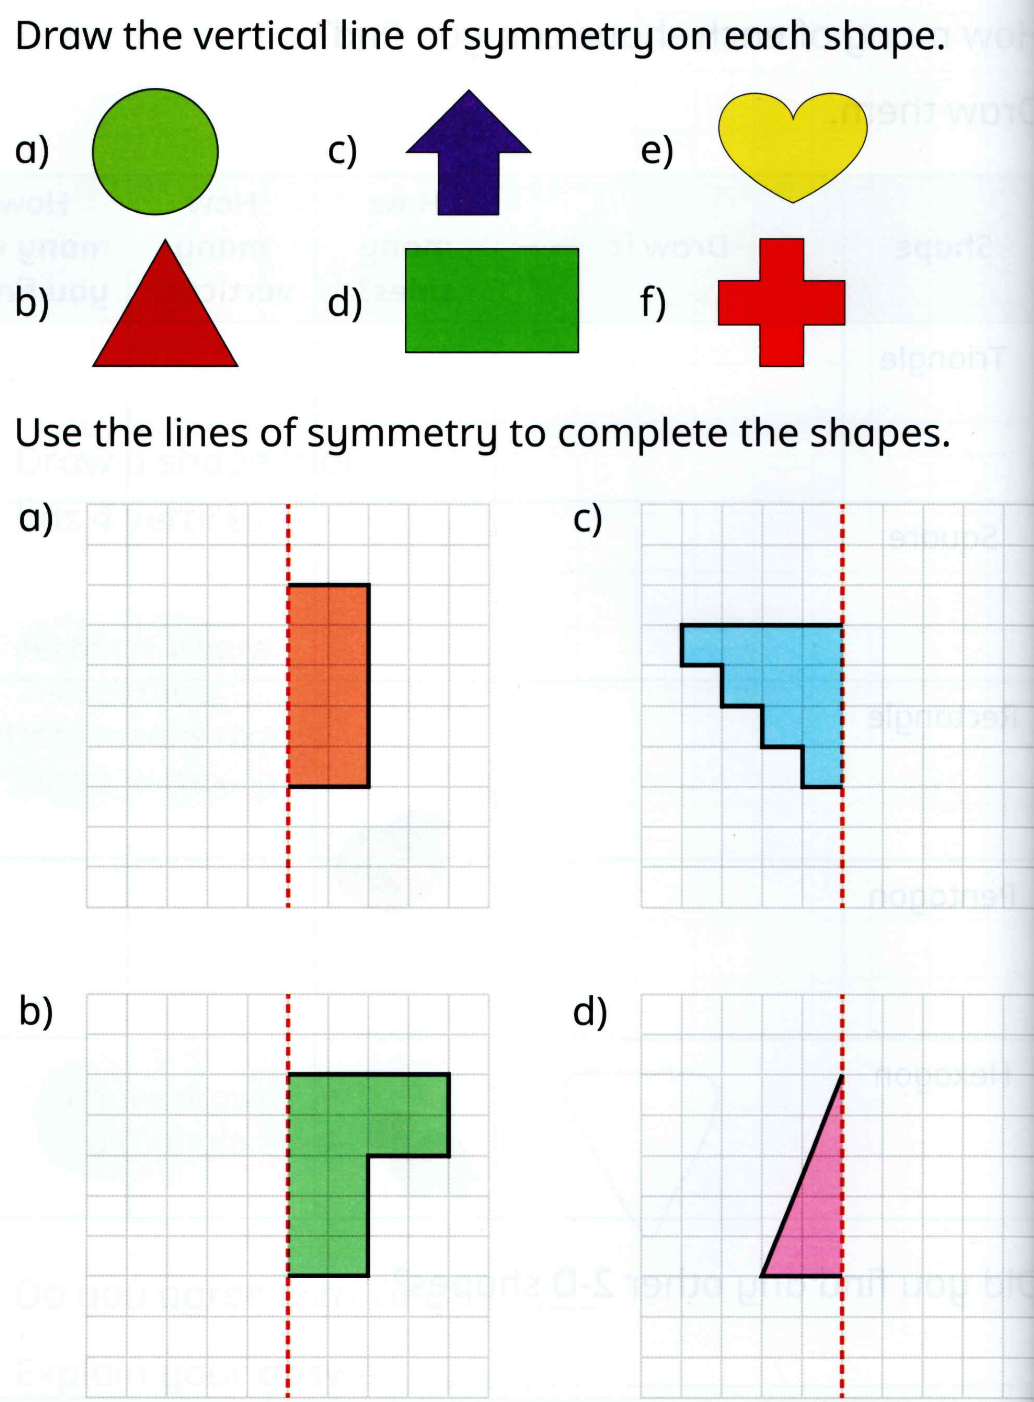 Draw the vertical line of symmetry on each shape.
a)
c)
e)
b)
d)
f)
Use the lines of symmetry to complete the shapes.
a)
c)
b)
d)